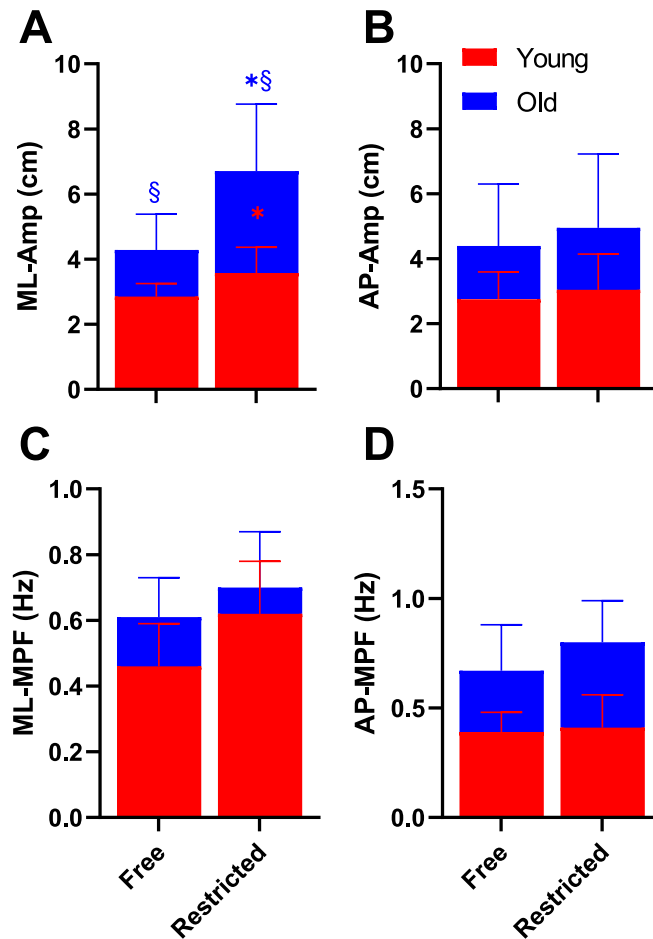 A
B
Young
Old
ML-Amp (cm)
10
8
6
4
2
0
§
*§
*
AP-Amp (cm)
10
8
6
4
2
0
C
D
ML-MPF (Hz)
1.0
0.8
0.6
0.4
0.2
0.0
Free
Restricted
AP-MPF (Hz)
1.5
1.0
0.5
0.0
Free
Restricted